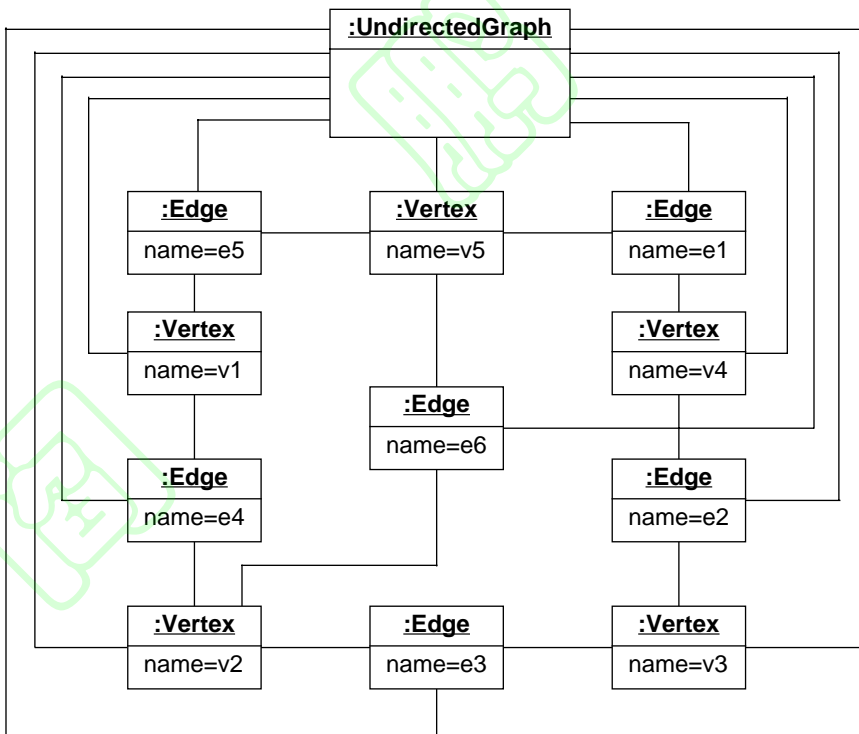 :UndirectedGraph
:Edge
name=e5
:Vertex
name=v5
:Edge
name=e1
:Vertex
name=v1
:Vertex
name=v4
:Edge
name=e6
:Edge
name=e4
:Edge
name=e2
:Vertex
name=v2
:Edge
name=e3
:Vertex
name=v3